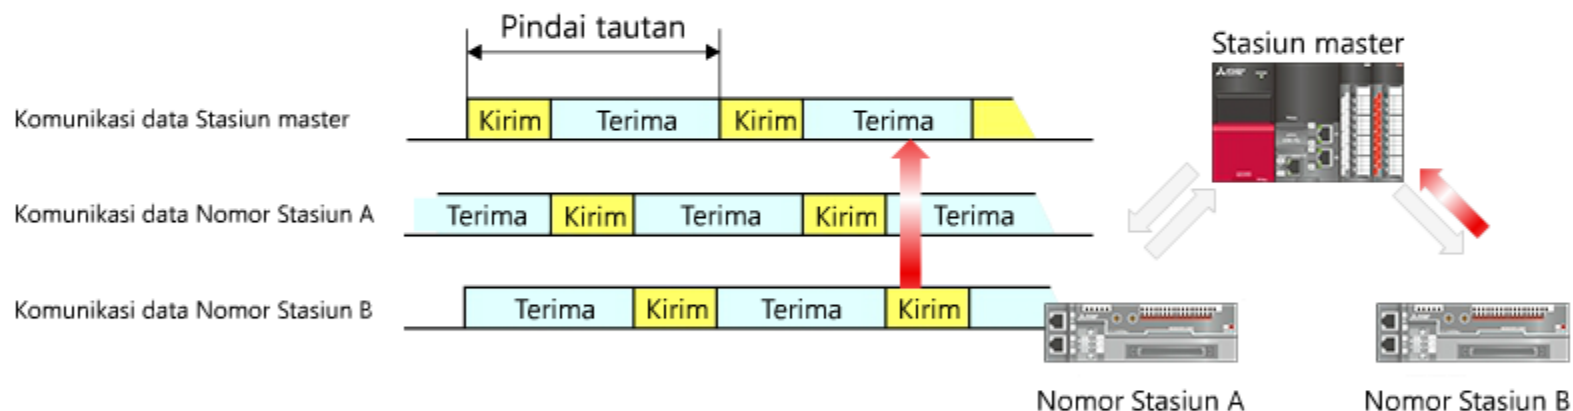 Pindai tautan
Stasiun master
Komunikasi data Stasiun master
Kirim Terima Kirim Terima
Komunikasi data Nomor Stasiun A
Terima Kirim Terima Kirim Terima
Komunikasi data Nomor Stasiun B
Terima Kirim Terima Kirim
Nomor Stasiun A
Nomor Stasiun B